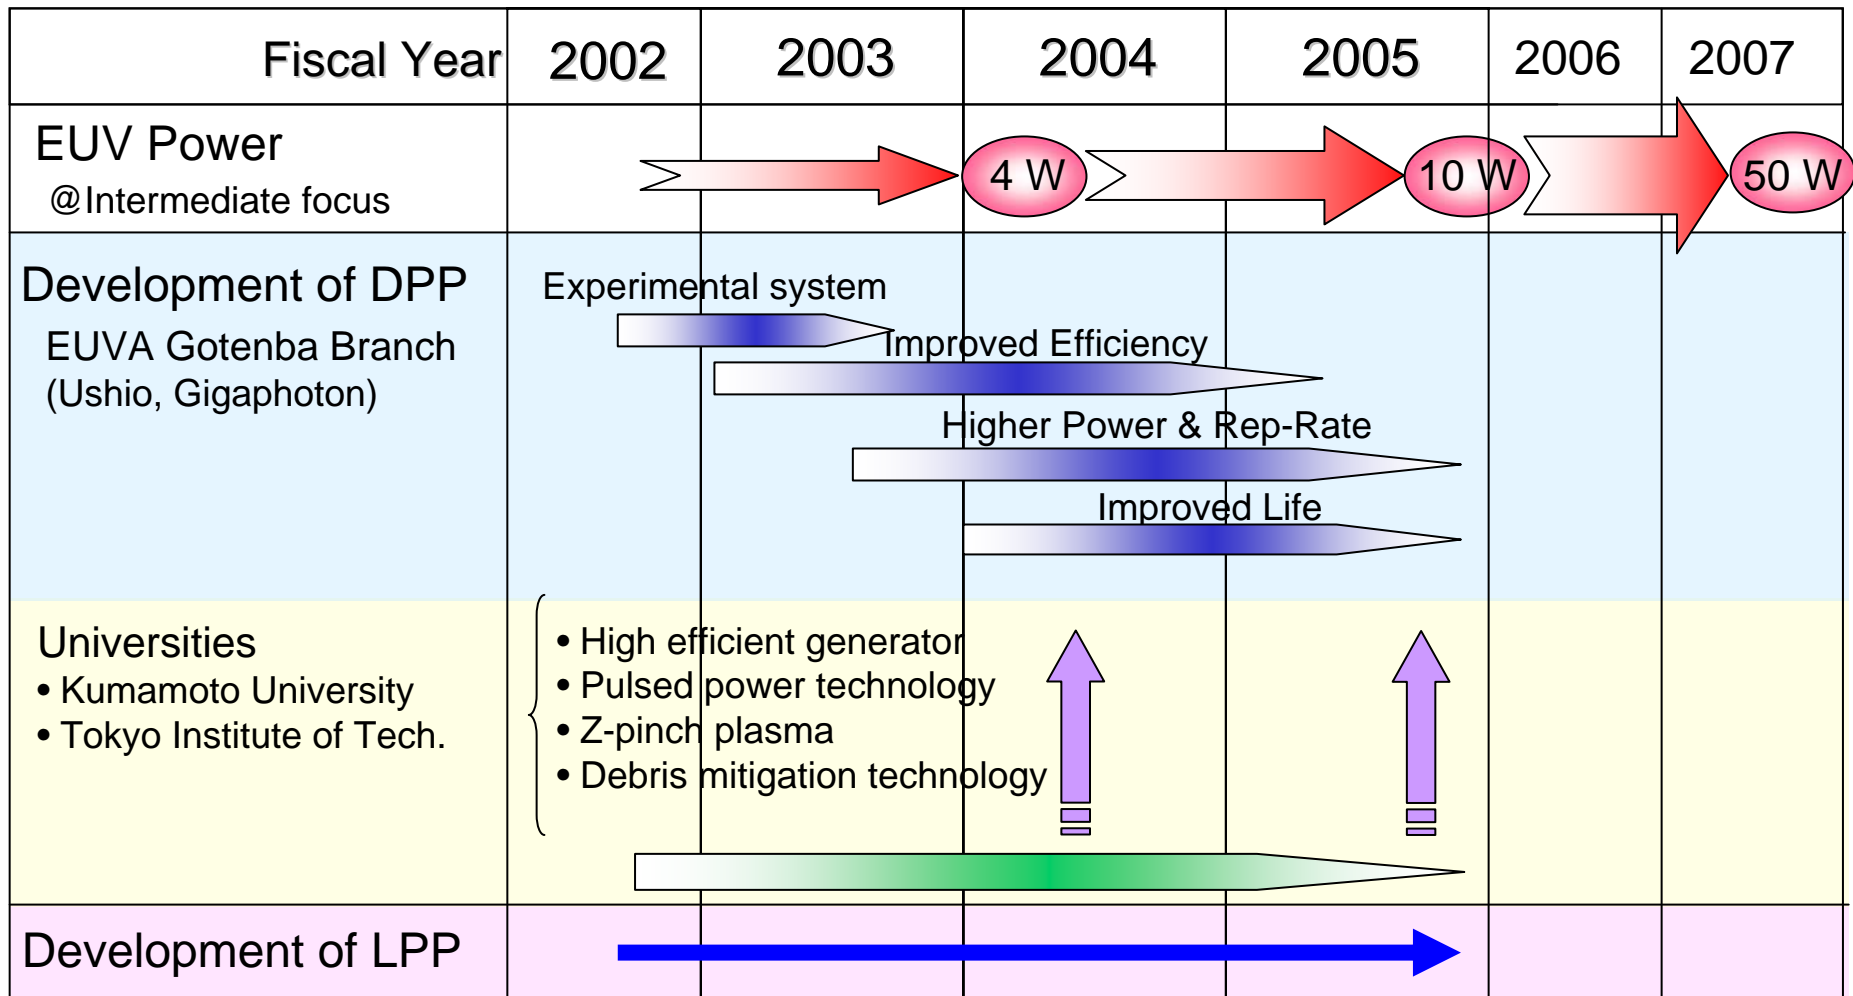 Fiscal Year 2002 2003 2004 2005 2006 2007
EUV Power
@Intermediate focus
4 W 10 W 50 W
Development of DPP
EUVA Gotenba Branch
(Ushio, Gigaphoton)
Experimental system
Improved Efficiency
Higher Power & Rep-Rate
Improved Life
Universities
• Kumamoto University
• Tokyo Institute of Tech.
• High efficient generator
• Pulsed power technology
• Z-pinch plasma
• Debris mitigation technology
Development of LPP